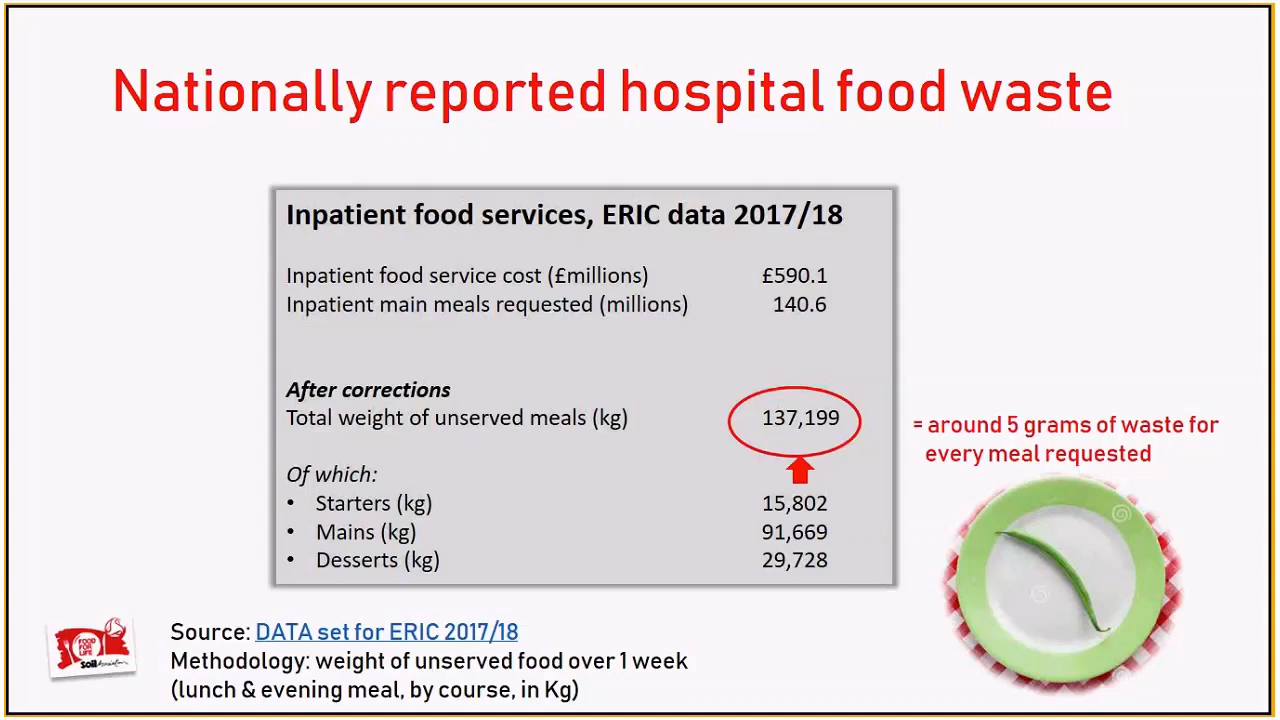 Nationally reported hospital food waste
Inpatient food services, ERIC data 2017/18
Inpatient food service cost (£millions) £590.1
Inpatient main meals requested (millions) 140.6
After corrections
Total weight of unserved meals (kg) 137,199
= around 5 grams of waste for
every meal requested
Of which:
• Starters (kg) 15,802
• Mains (kg) 91,669
• Desserts (kg) 29,728
FOOD
FOR
LIFE
Soil Association
Source: DATA set for ERIC 2017/18
Methodology: weight of unserved food over 1 week
(lunch & evening meal, by course, in Kg)